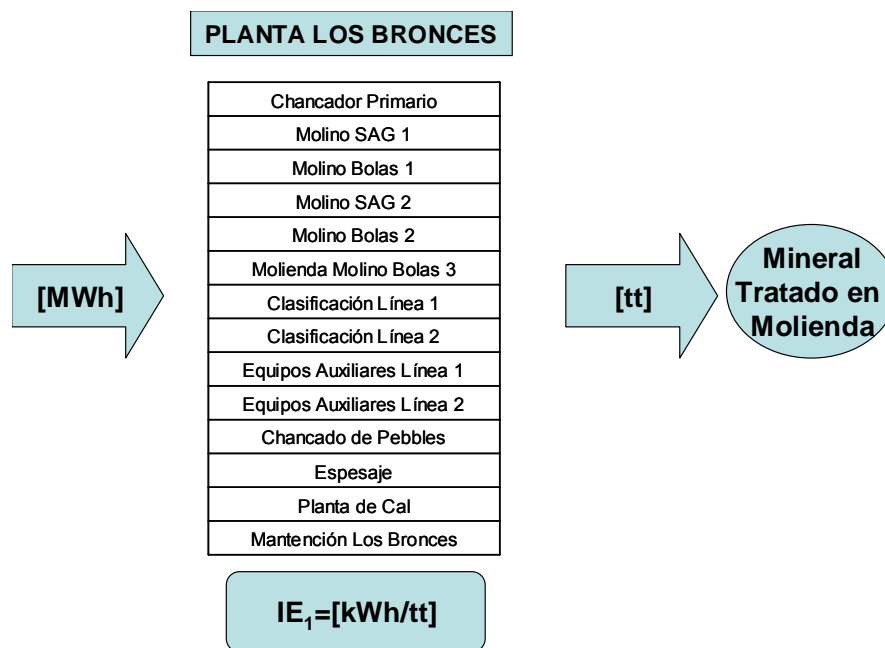 PLANTA LOS BRONCES
Chancador Primario
Molino SAG 1
Molino Bolas 1
Molino SAG 2
Molino Bolas 2
Molienda Molino Bolas 3
Clasificación Línea 1
Clasificación Línea 2
Equipos Auxiliares Línea 1
Equipos Auxiliares Línea 2
Chancado de Pebbles
Espesaje
Planta de Cal
Mantención Los Bronces
[MWh]
[tt]
Mineral
Tratado en
Molienda
IE₁=[kWh/tt]